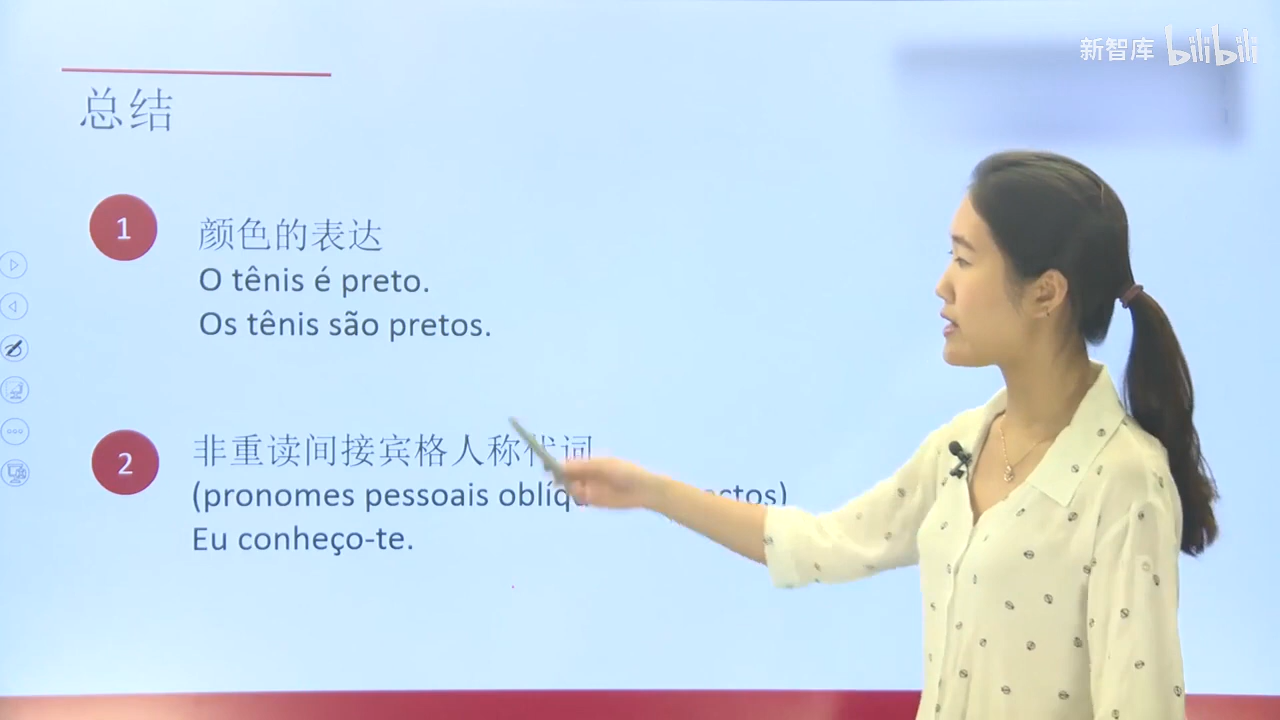 新智库 bilibili
总结
1
颜色的表达
O tênis é preto.
Os tênis são pretos.
2
非重读间接宾格人称代词
(pronomes pessoais
Eu conheço-te.